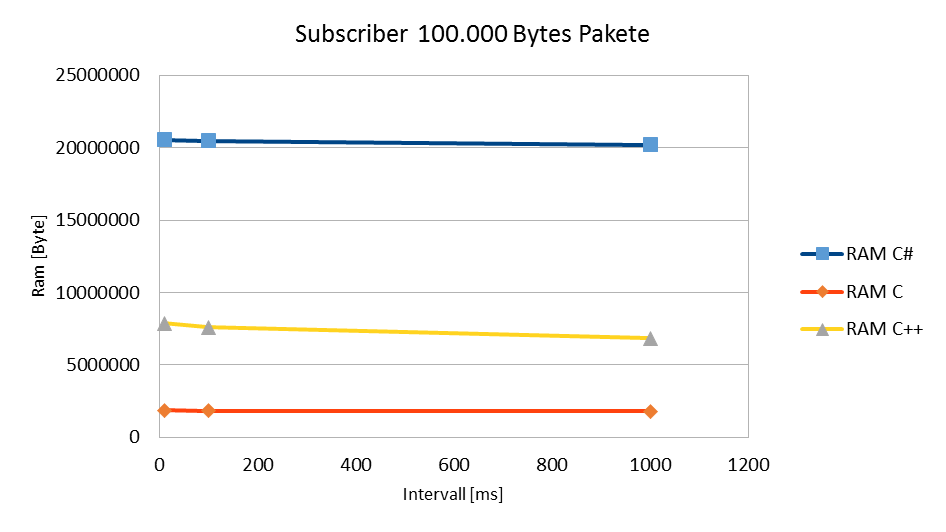 Subscriber 100.000 Bytes Pakete
25000000
20000000
15000000
10000000
5000000
0
Ram [Byte]
0 200 400 600 800 1000 1200
Intervall [ms]
RAM C#
RAM C
RAM C++